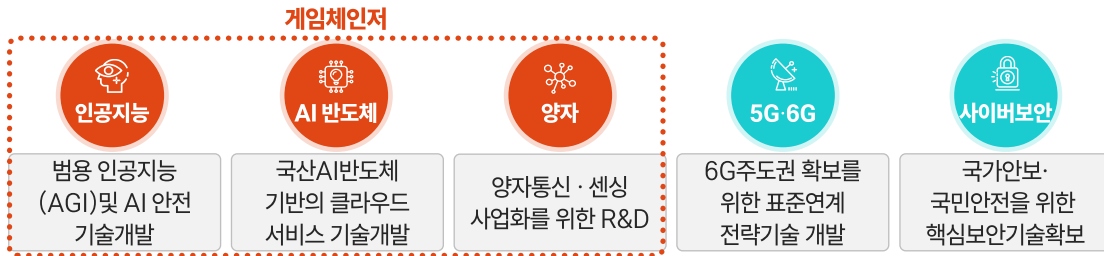 게임체인저
인공지능
범용 인공지능
(AGI)및 AI 안전
기술개발
AI 반도체
국산AI반도체
기반의 클라우드
서비스 기술개발
양자
양자통신 · 센싱
사업화를 위한 R&D
5G·6G
6G주도권 확보를
위한 표준연계
전략기술 개발
사이버보안
국가안보·
국민안전을 위한
핵심보안기술확보